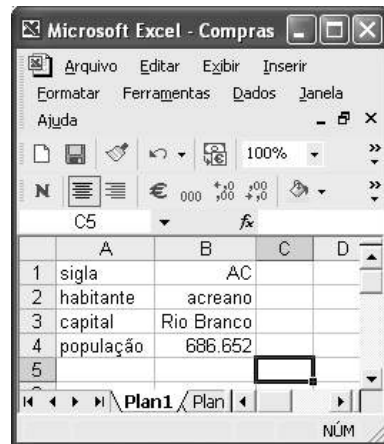 Microsoft Excel - Compras
Arquivo Editar Exibir Inserir
Formatar Ferramentas Dados Janela
Ajuda
100%
N € 000
C5 fx
A B C D
1 sigla AC
2 habitante acreano
3 capital Rio Branco
4 população 686.652
5
Plan1 Plan
NÚM